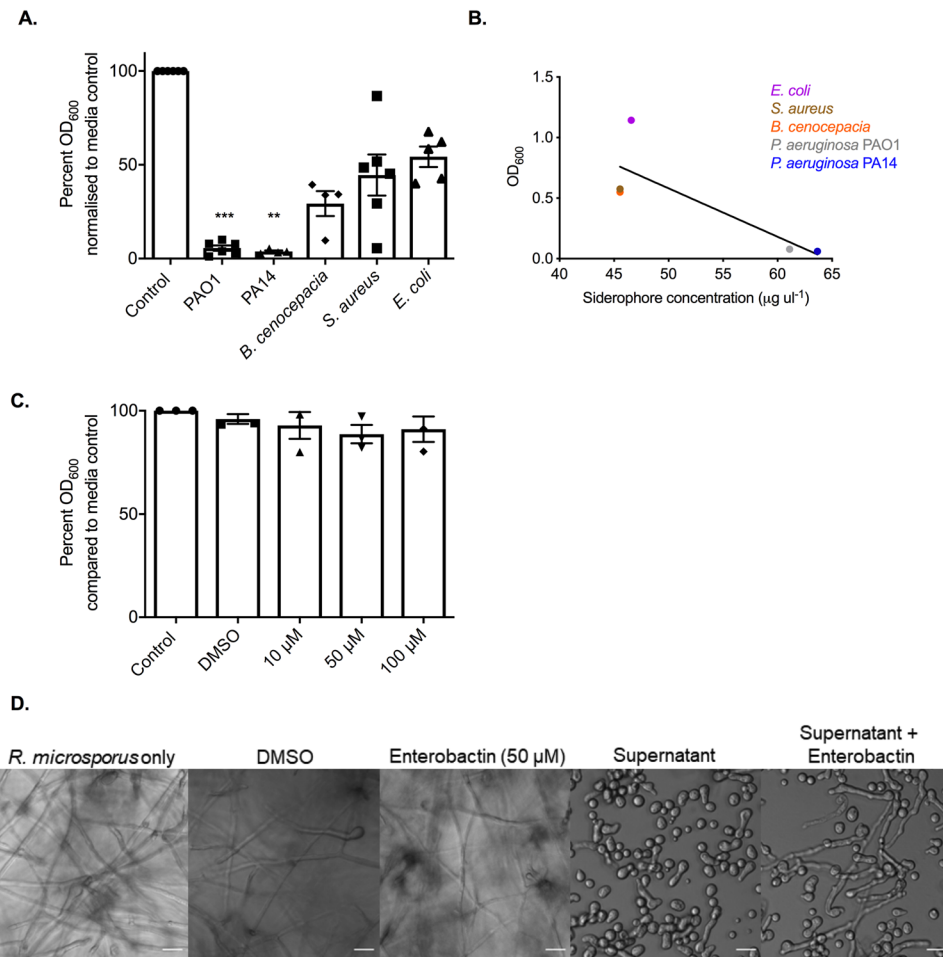 A.
Percent OD600
normalised to media control
100
50
0
***
**
Control
PAO1
PA14
B. cenocepacia
S. aureus
E. coli
B.
OD600
1.5
1.0
0.5
0.0
40
45
50
55
60
65
Siderophore concentration (μg ul-1)
E. coli
S. aureus
B. cenocepacia
P. aeruginosa PAO1
P. aeruginosa PA14
C.
Percent OD600
compared to media control
100
50
0
Control
DMSO
10 μM
50 μM
100 μM
D.
R. microsporus only
DMSO
Enterobactin (50 μM)
Supernatant
Supernatant +
Enterobactin